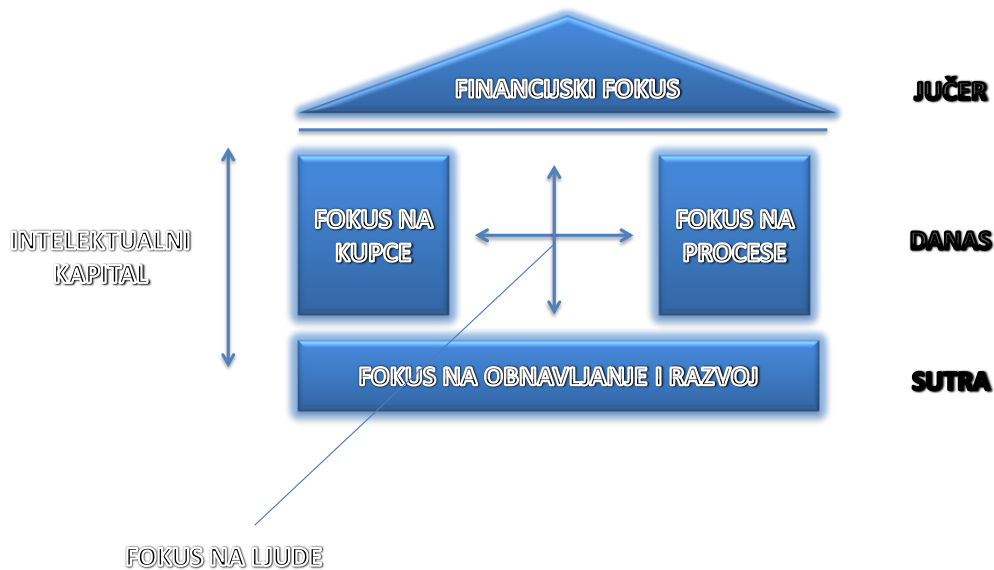 FINANCIJSKI FOKUS
JUČER
INTELEKTUALNI
KAPITAL
FOKUS NA
KUPCE
FOKUS NA
PROCESE
DANAS
FOKUS NA OBNAVLJANJE I RAZVOJ
SUTRA
FOKUS NA LJUDE